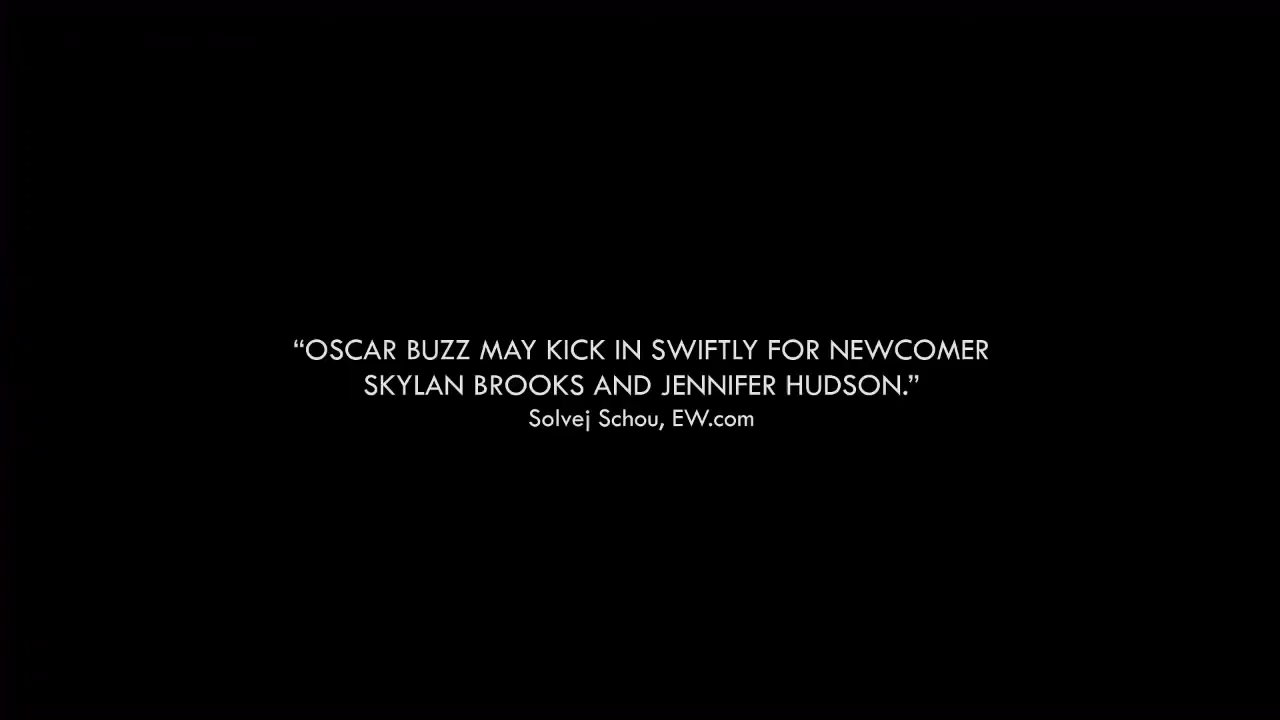 “OSCAR BUZZ MAY KICK IN SWIFTLY FOR NEWCOMER
SKYLAN BROOKS AND JENNIFER HUDSON.”
Solvej Schou, EW.com